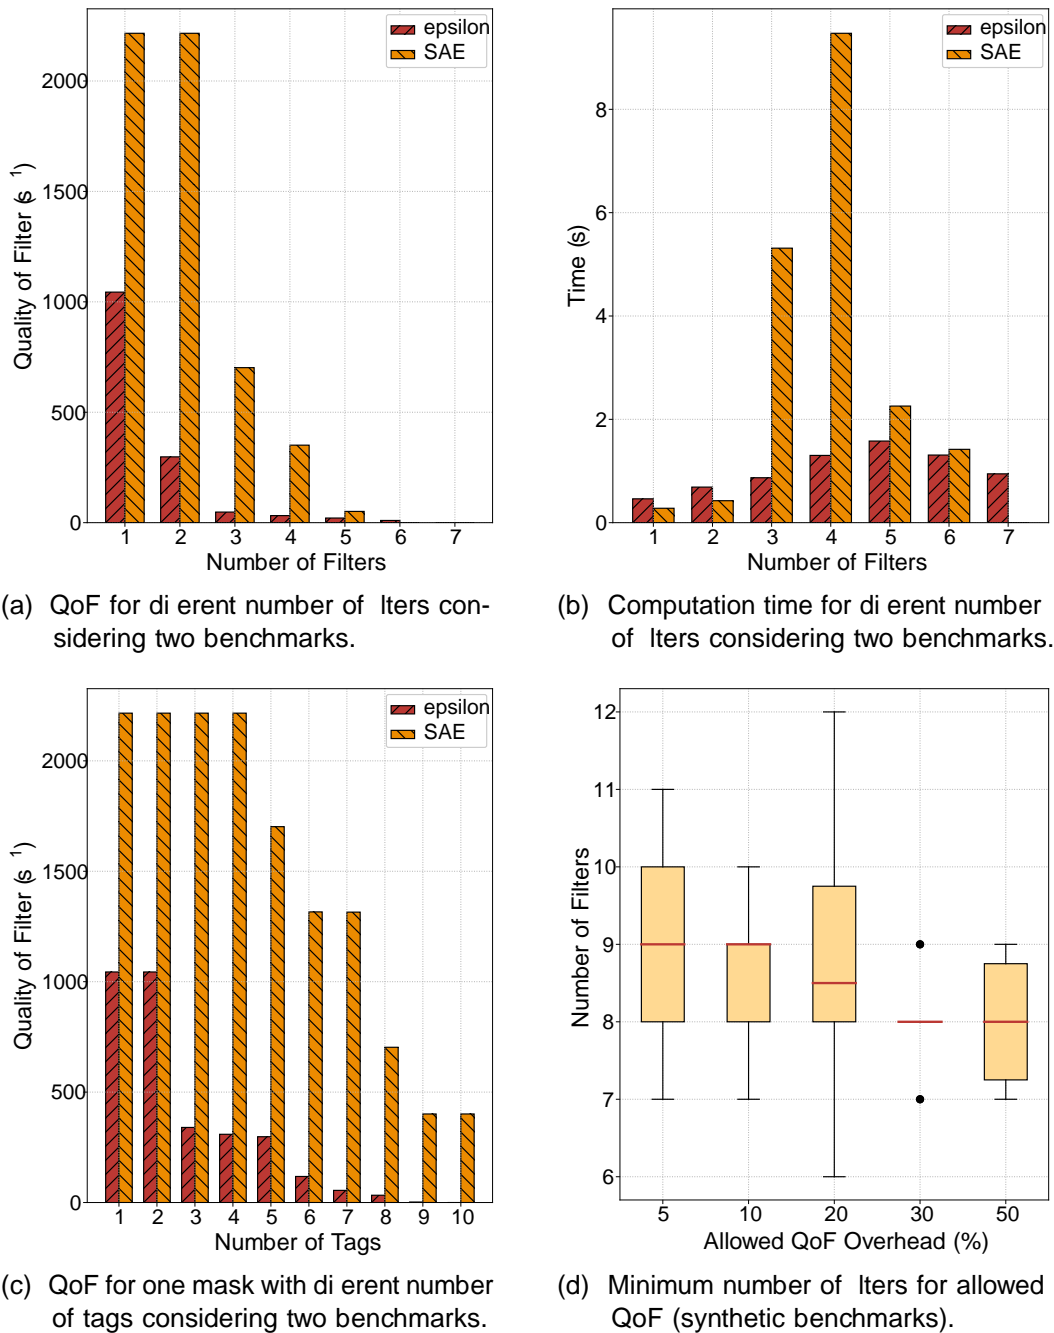 epsilon
SAE
2000
1500
1000
500
0
Quality of Filter (s 1)
1 2 3 4 5 6 7
Number of Filters
(a) QoF for di erent number of lters con-
sidering two benchmarks.
epsilon
SAE
8
6
4
2
0
Time (s)
1 2 3 4 5 6 7
Number of Filters
(b) Computation time for di erent number
of lters considering two benchmarks.
epsilon
SAE
2000
1500
1000
500
0
Quality of Filter (s 1)
1 2 3 4 5 6 7 8 9 10
Number of Tags
(c) QoF for one mask with di erent number
of tags considering two benchmarks.
12
11
10
9
8
7
6
Number of Filters
5 10 20 30 50
Allowed QoF Overhead (%)
(d) Minimum number of lters for allowed
QoF (synthetic benchmarks).